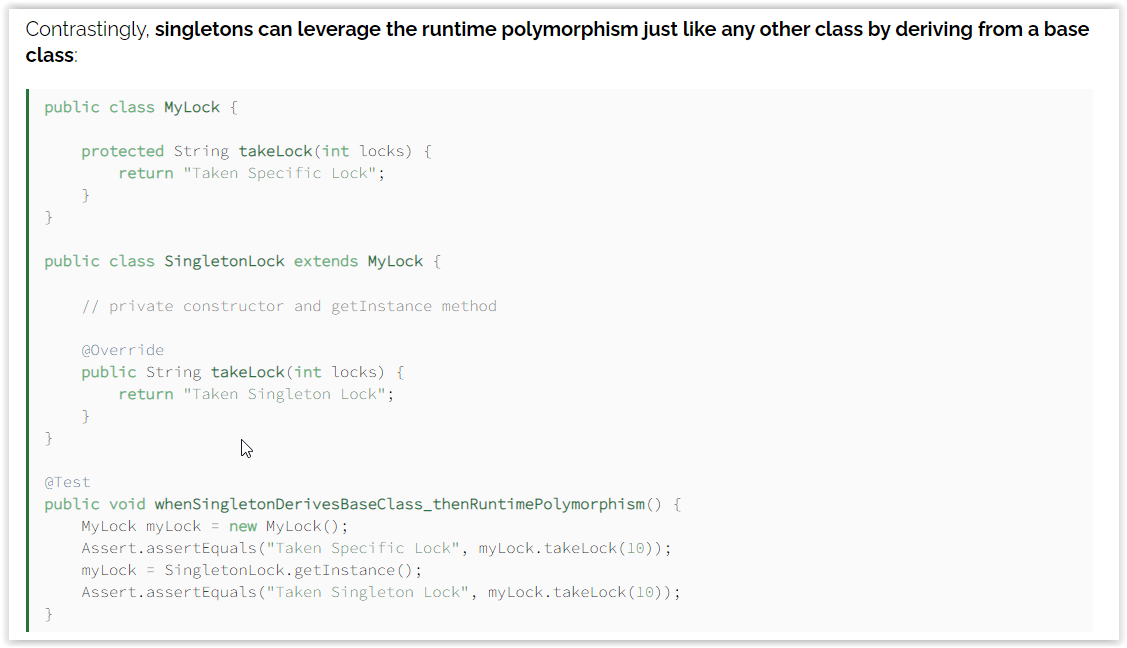 Contrastingly, singletons can leverage the runtime polymorphism just like any other class by deriving from a base
class:
public class MyLock {
    protected String takeLock(int locks) {
        return "Taken Specific Lock";
    }
}
public class SingletonLock extends MyLock {
    // private constructor and getInstance method
    @Override
    public String takeLock(int locks) {
        return "Taken Singleton Lock";
    }
}
@Test
public void whenSingletonDerivesBaseClass_thenRuntimePolymorphism() {
    MyLock myLock = new MyLock();
    Assert.assertEquals("Taken Specific Lock", myLock.takeLock(10));
    myLock = SingletonLock.getInstance();
    Assert.assertEquals("Taken Singleton Lock", myLock.takeLock(10));
}